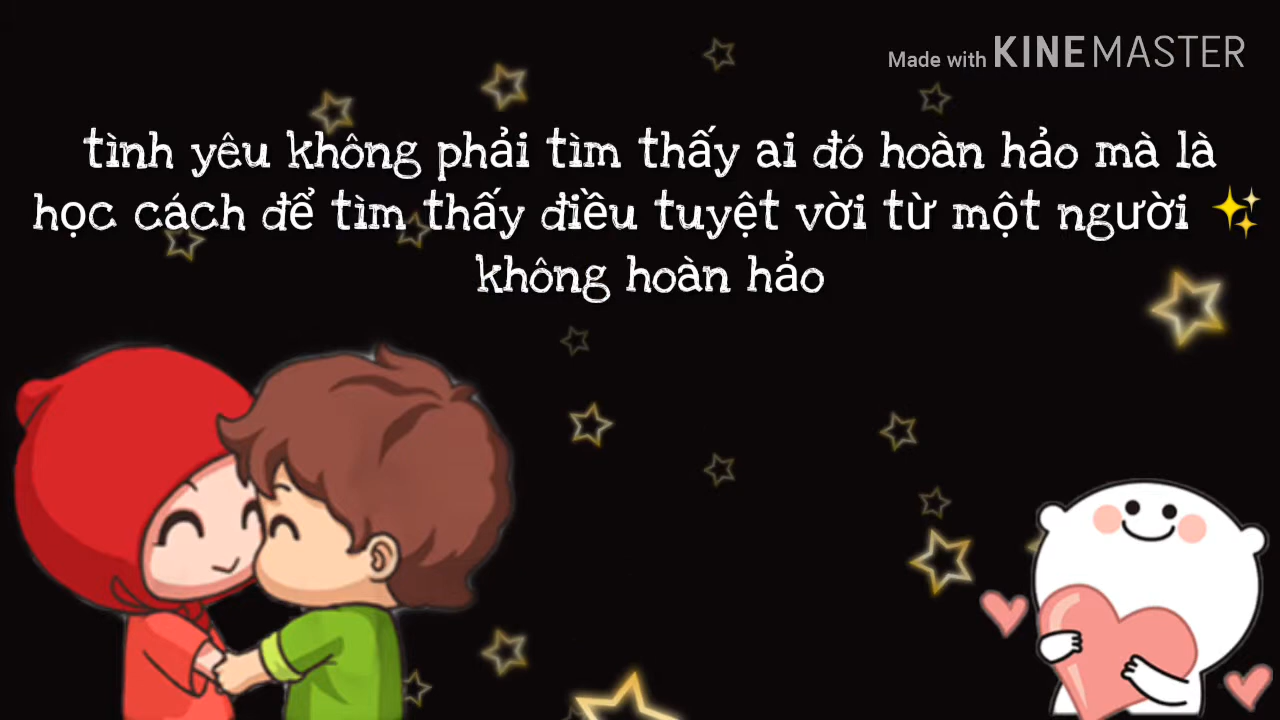 Made with KINEMASTER
tình yêu không phải tìm thấy ai đó hoàn hảo mà là
học cách để tìm thấy điều tuyệt vời từ một người ✨
không hoàn hảo